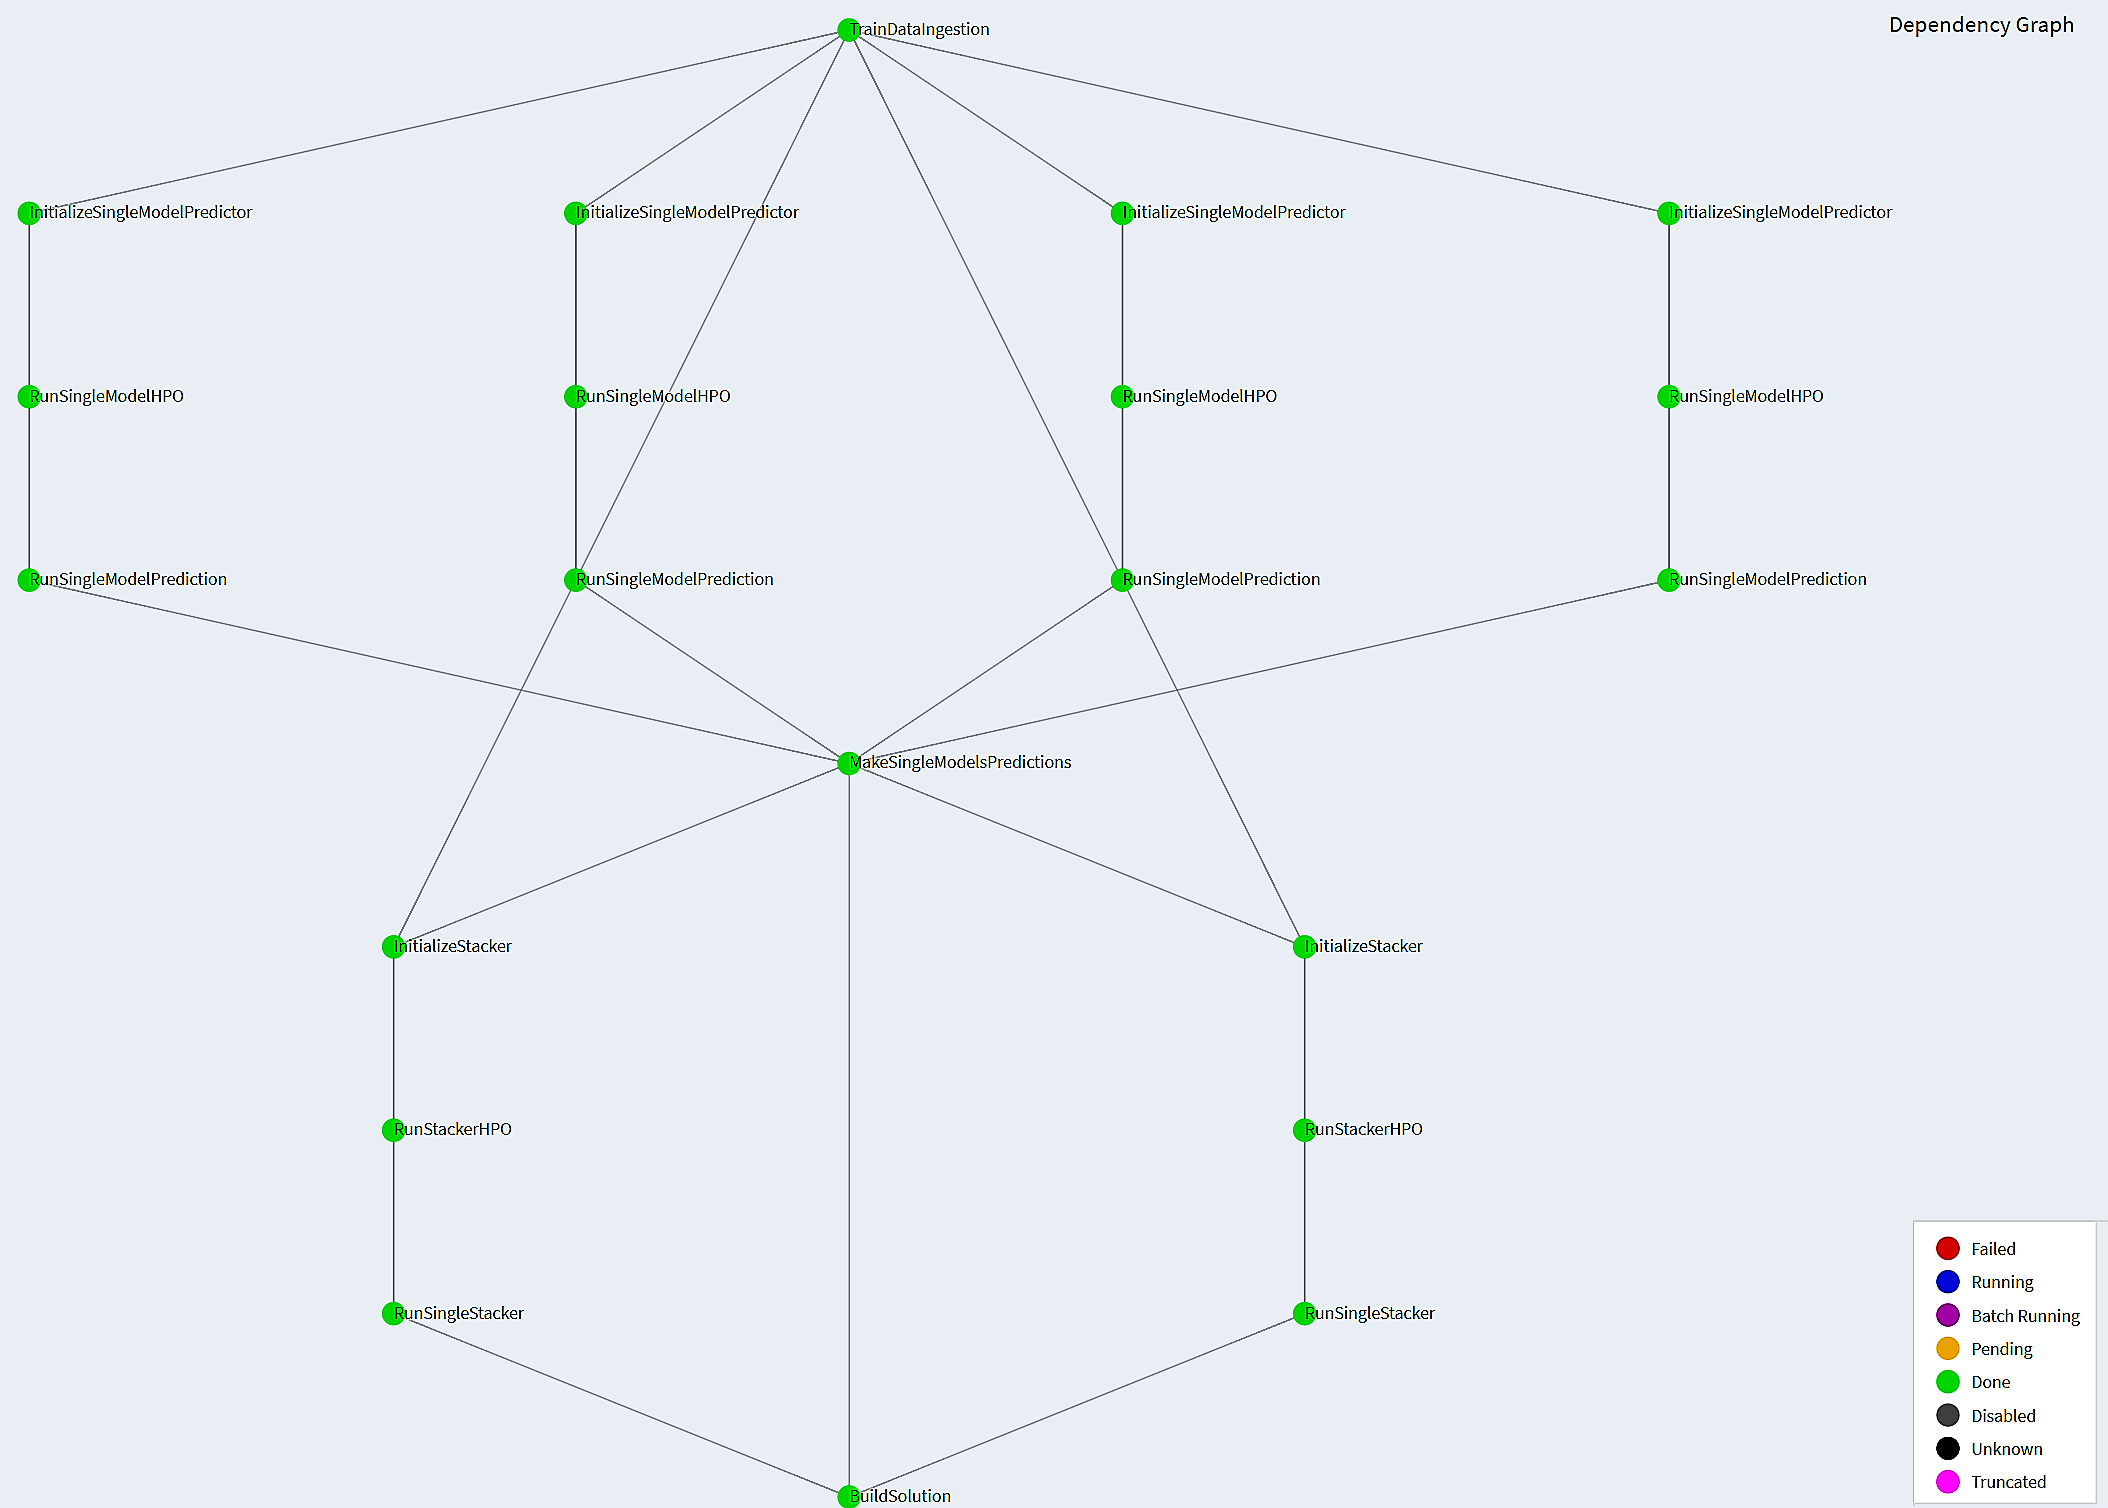 TrainDataIngestion
Dependency Graph
InitializeSingleModelPredictor
InitializeSingleModelPredictor
InitializeSingleModelPredictor
InitializeSingleModelPredictor
RunSingleModelHPO
RunSingleModelHPO
RunSingleModelHPO
RunSingleModelHPO
RunSingleModelPrediction
RunSingleModelPrediction
RunSingleModelPrediction
RunSingleModelPrediction
MakeSingleModelsPredictions
InitializeStacker
InitializeStacker
RunStackerHPO
RunStackerHPO
RunSingleStacker
RunSingleStacker
BuildSolution
Failed
Running
Batch Running
Pending
Done
Disabled
Unknown
Truncated